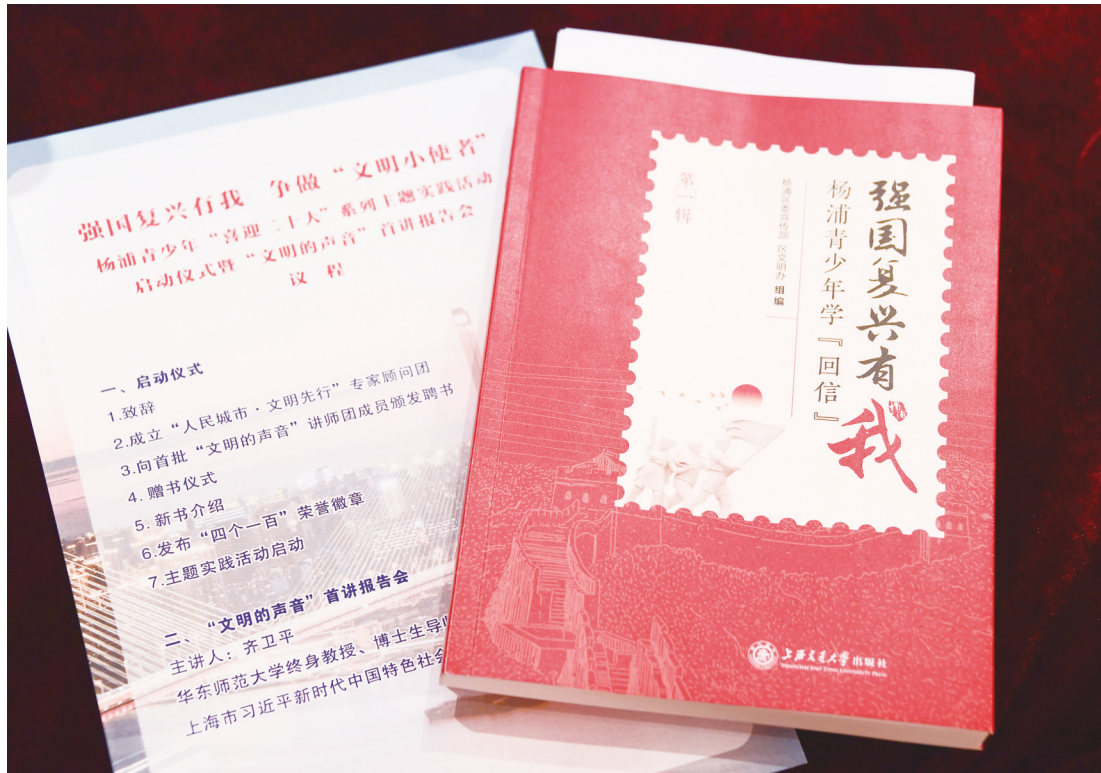 强国复兴有我 争做“文明小使者”
杨浦青少年“喜迎二十大”系列主题实践活动
启动仪式暨“文明的声音”首讲报告会
议 程
一、启动仪式
1.致辞
2.成立“人民城市·文明先行”专家顾问团
3.向首批“文明的声音”讲师团成员颁发聘书
4. 赠书仪式
5. 新书介绍
6.发布“四个一百”荣誉徽章
7.主题实践活动启动
二、“文明的声音”首讲报告会
主讲人：齐卫平
华东师范大学终身教授、博士生导师
上海市习近平新时代中国特色社会
强国复兴有我
杨浦青少年学『回信』
杨浦区委宣传部 区文明办 组编
第一辑
上海交通大学出版社
Shanghai Jiao Tong University Press